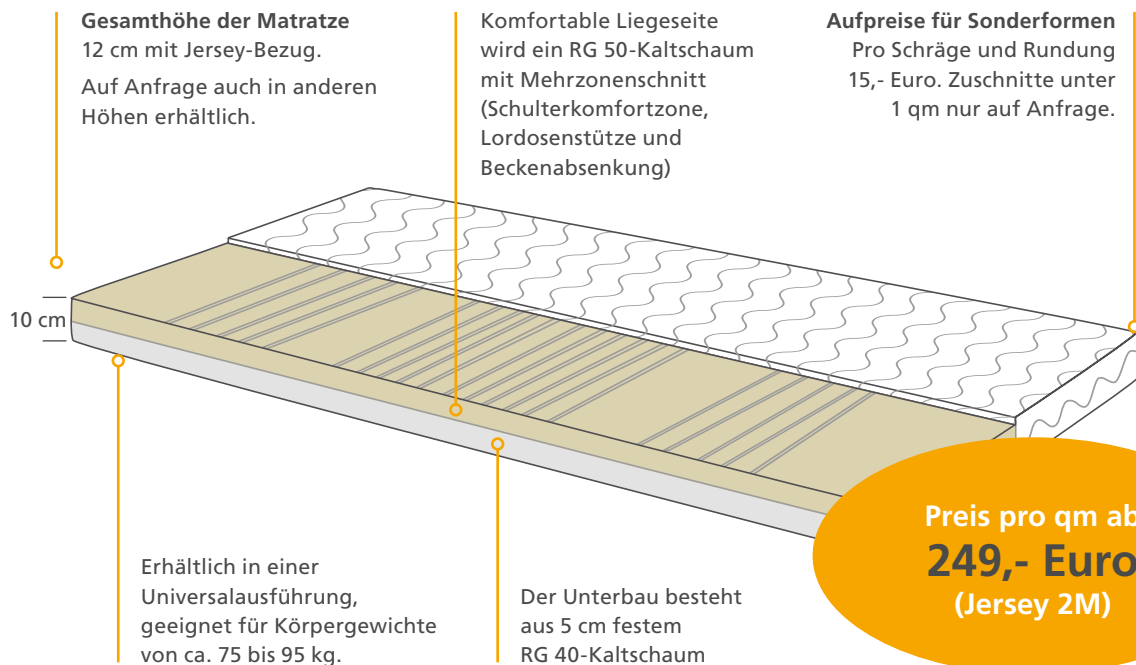 Gesamthöhe der Matratze
12 cm mit Jersey-Bezug.
Auf Anfrage auch in anderen
Höhen erhältlich.
Komfortable Liegeseite
wird ein RG 50-Kaltschaum
mit Mehrzonenschnitt
(Schulterkomfortzone,
Lordosenstütze und
Beckenabsenkung)
Aufpreise für Sonderformen
Pro Schräge und Rundung
15,- Euro. Zuschnitte unter
1 qm nur auf Anfrage.
10 cm
Erhältlich in einer
Universalausführung,
geeignet für Körpergewichte
von ca. 75 bis 95 kg.
Der Unterbau besteht
aus 5 cm festem
RG 40-Kaltschaum
Preis pro qm ab
249,- Euro
(Jersey 2M)